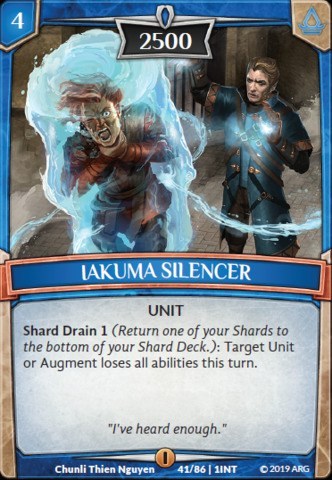 4
2500
IAKUMA SILENCER
UNIT
Shard Drain 1 (Return one of your Shards to
the bottom of your Shard Deck.): Target Unit
or Augment loses all abilities this turn.
"I've heard enough."
Chunli Thien Nguyen
41/86 | 1INT
© 2019 ARG